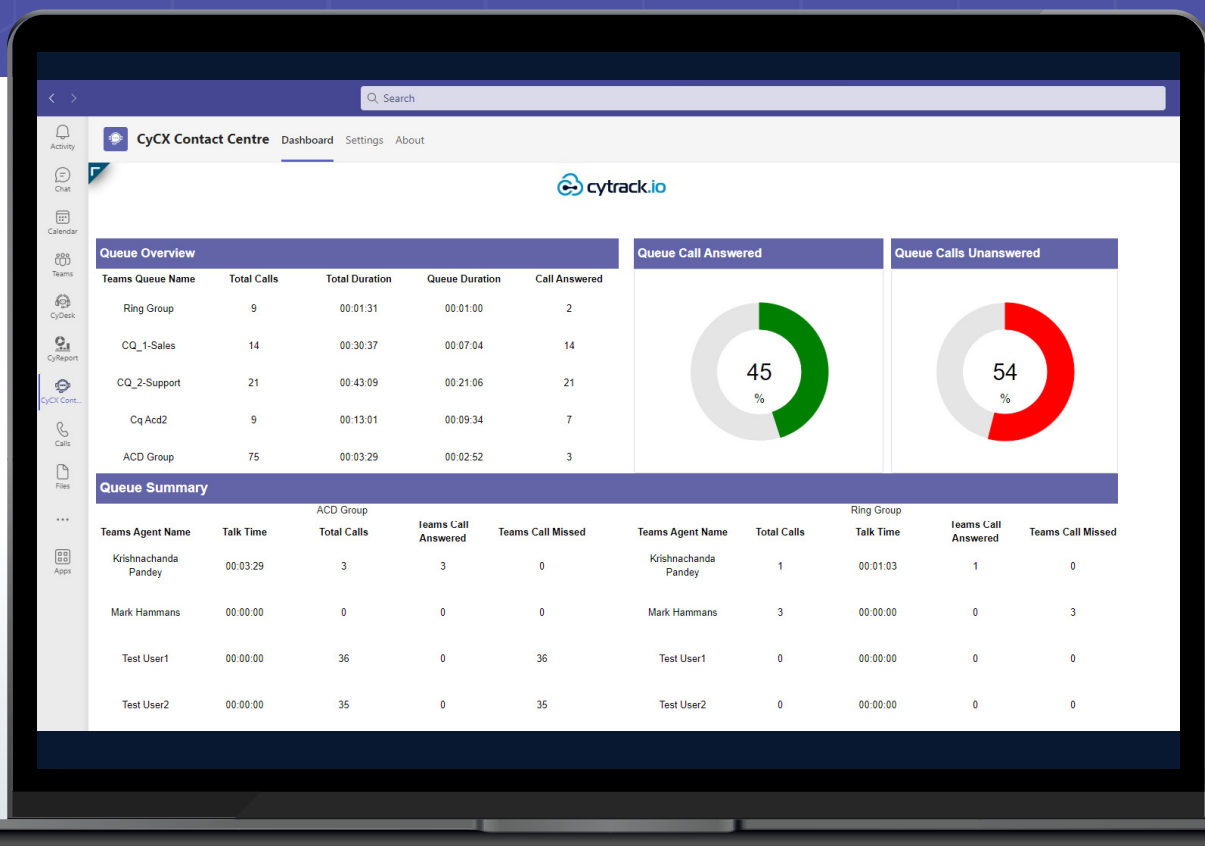 Search
Activity
Chat
Calendar
Teams
CyDesk
CyReport
CyCX Cont...
Calls
Files
...
Apps
CyCX Contact Centre Dashboard Settings About
cytrack.io
Queue Overview
Teams Queue Name Total Calls Total Duration Queue Duration Call Answered
Ring Group 9 00:01:31 00:01:00 2
CQ_1-Sales 14 00:30:37 00:07:04 14
CQ_2-Support 21 00:43:09 00:21:06 21
Cq Acd2 9 00:13:01 00:09:34 7
ACD Group 75 00:03:29 00:02:52 3
Queue Call Answered
45
%
Queue Calls Unanswered
54
%
Queue Summary
ACD Group
Teams Agent Name Talk Time Total Calls Teams Call Answered Teams Call Missed
Krishnachanda Pandey 00:03:29 3 3 0
Mark Hammans 00:00:00 0 0 0
Test User1 00:00:00 36 0 36
Test User2 00:00:00 35 0 35
Ring Group
Teams Agent Name Total Calls Talk Time Teams Call Answered Teams Call Missed
Krishnachanda Pandey 1 00:01:03 1 0
Mark Hammans 3 00:00:00 0 3
Test User1 0 00:00:00 0 0
Test User2 0 00:00:00 0 0